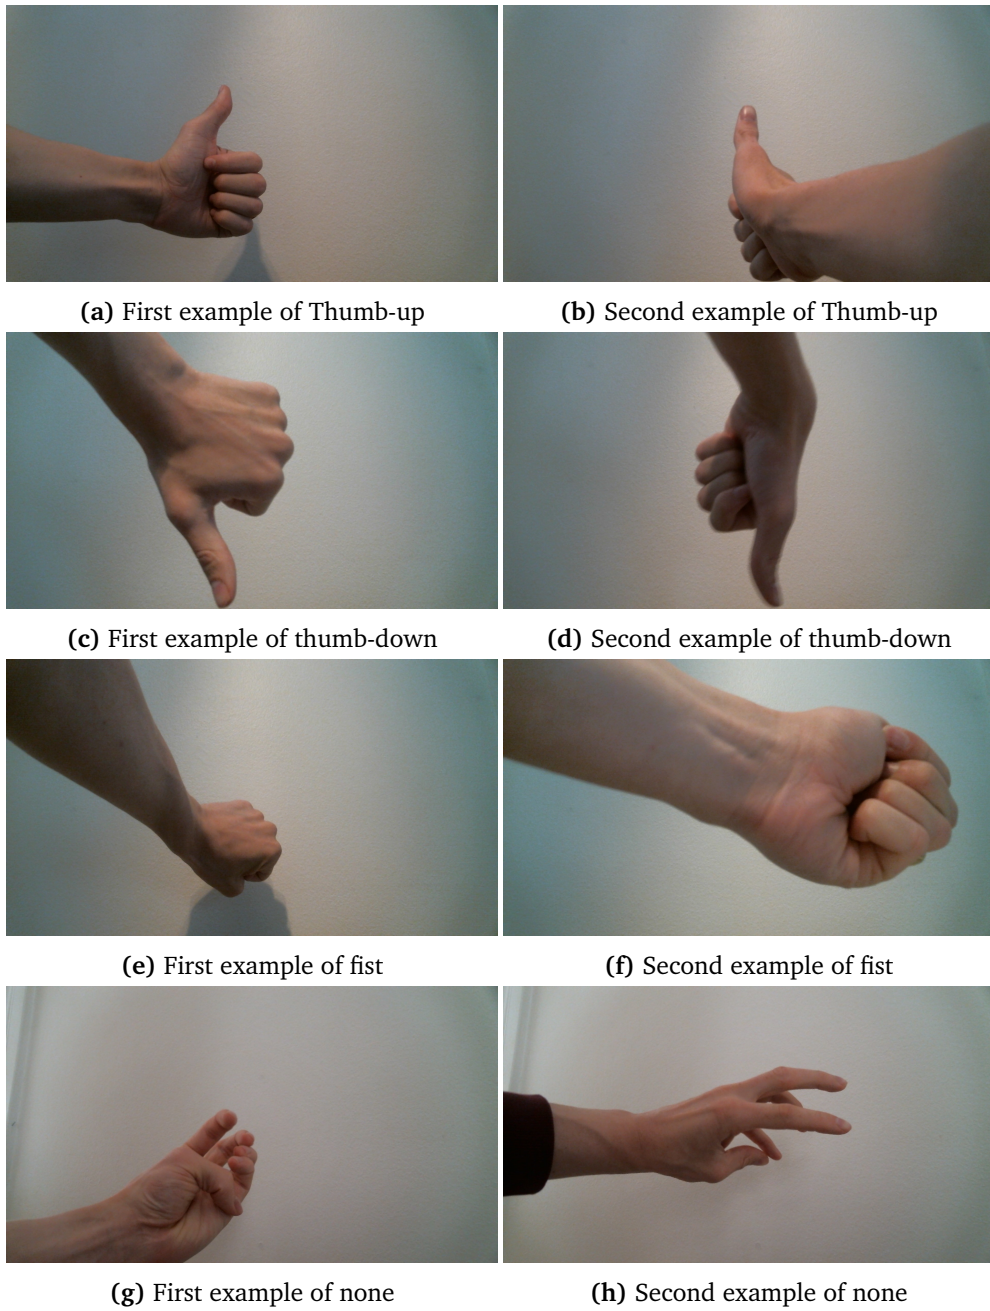 (a) First example of Thumb-up
(b) Second example of Thumb-up
(c) First example of thumb-down
(d) Second example of thumb-down
(e) First example of fist
(f) Second example of fist
(g) First example of none
(h) Second example of none